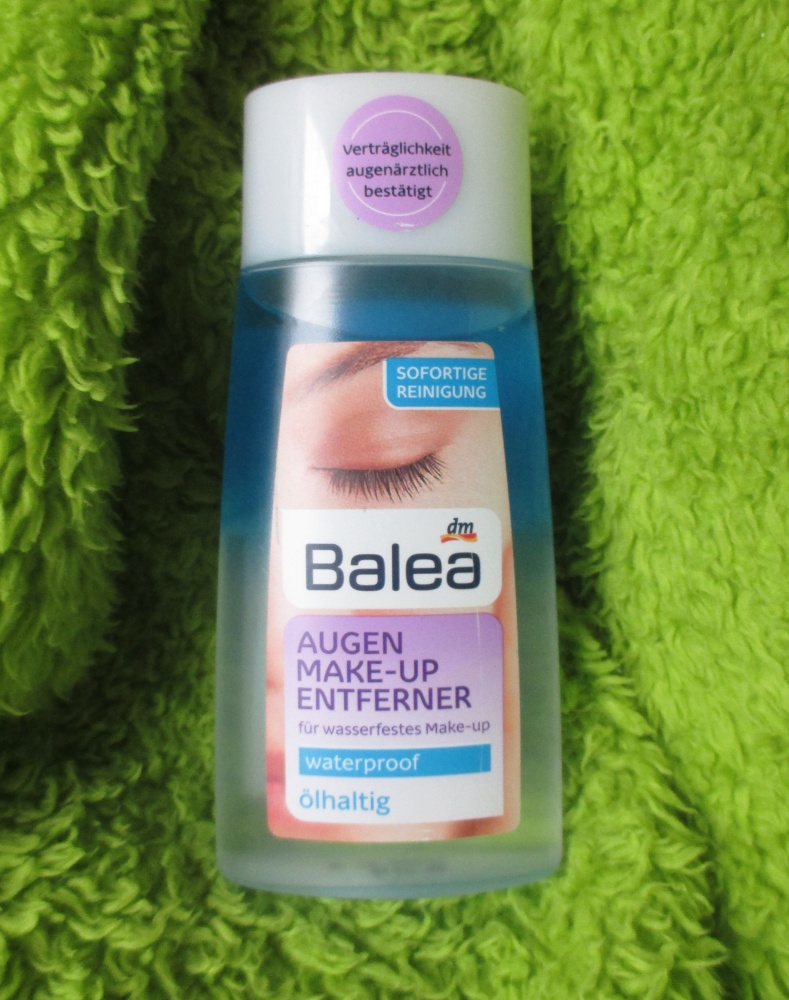 Verträglichkeit
augenärztlich
bestätigt
SOFORTIGE
REINIGUNG
dm
Balea
AUGEN
MAKE-UP
ENTFERNER
für wasserfestes Make-up
waterproof
ölhaltig